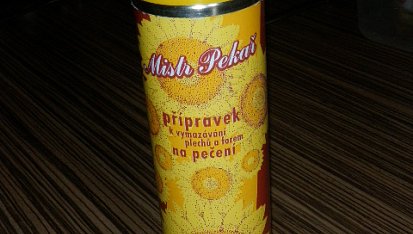 Mistr Pekař
přípravek
k vymazávání
plechů a forem
na pečení